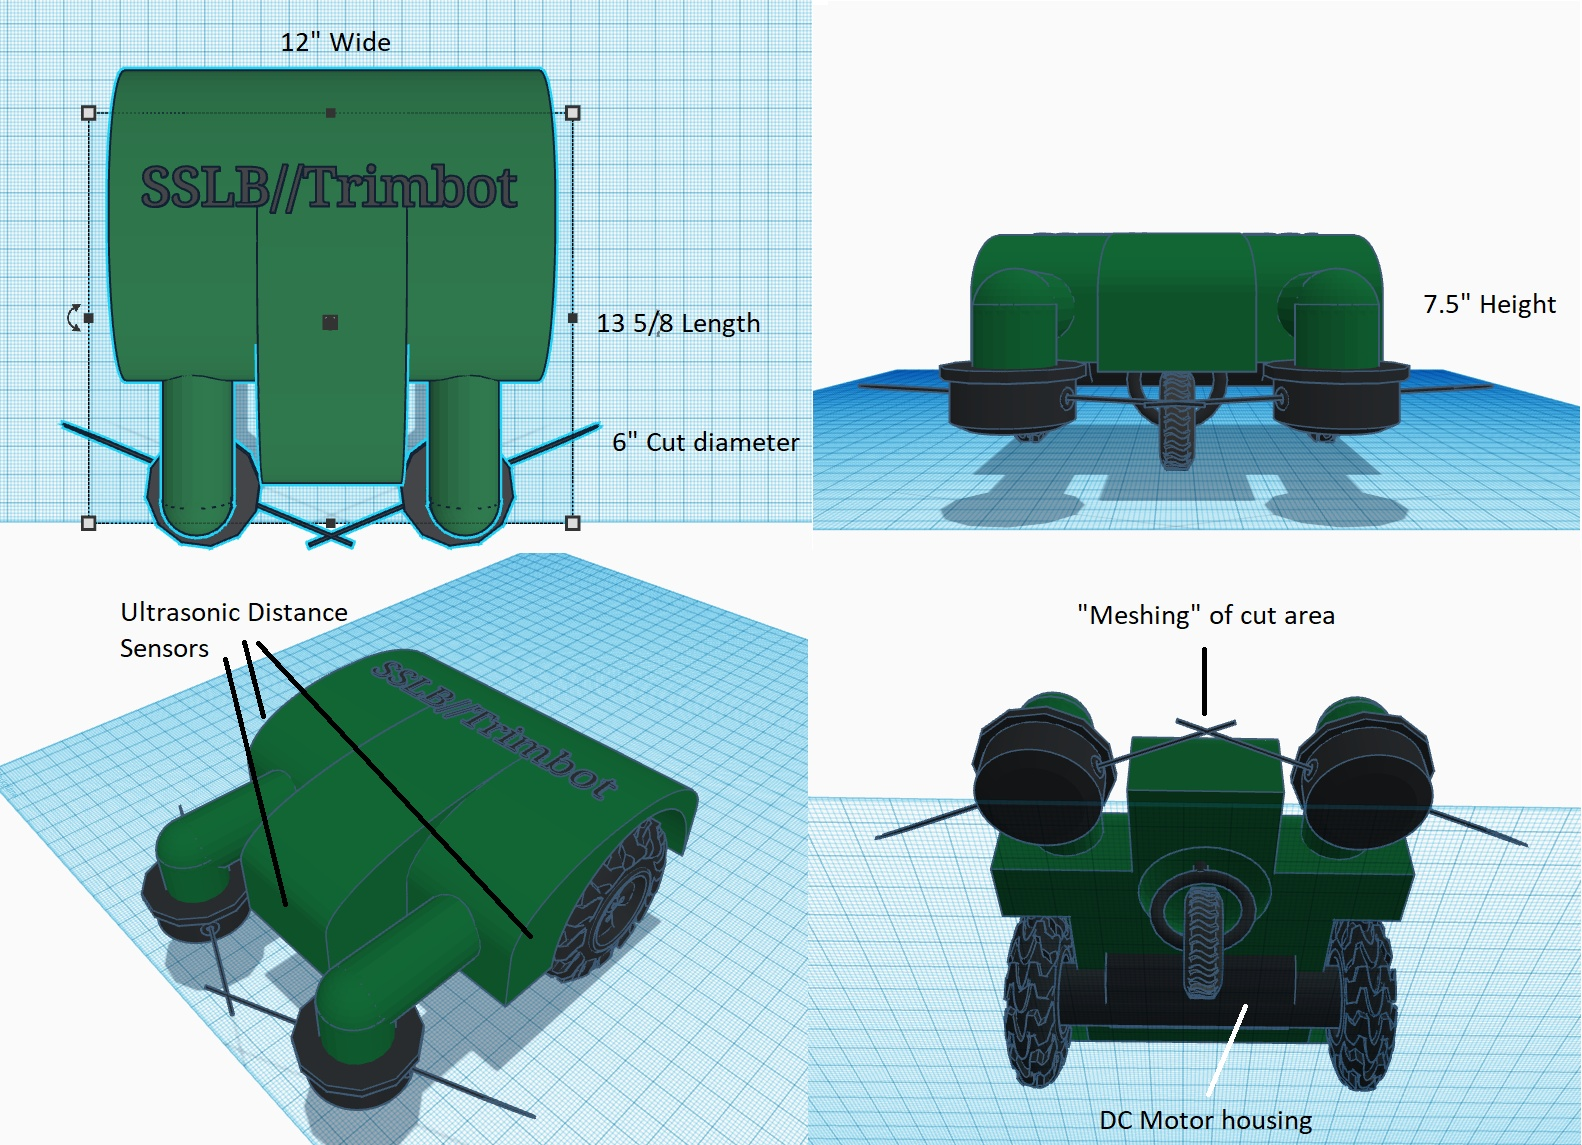 12" Wide
SSLB//Trimbot
13 5/8 Length
6" Cut diameter
7.5" Height
Ultrasonic Distance
Sensors
SSLB//Trimbot
"Meshing" of cut area
DC Motor housing